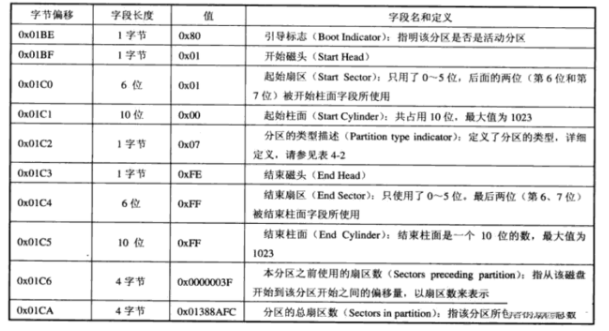 字节偏移 字段长度 值 字段名和定义
0x01BE 1 字节 0x80 引导标志（Boot Indicator）：指明该分区是否是活动分区
0x01BF 1 字节 0x01 开始磁头（Start Head）
0x01C0 6 位 0x01 起始扇区（Start Sector）：只用了 0～5 位，后面的两位（第 6 位和第
7 位）被开始柱面字段所使用
0x01C1 10 位 0x00 起始柱面（Start Cylinder）：共占用 10 位，最大值为 1023
0x01C2 1 字节 0x07 分区的类型描述（Partition type indicator）：定义了分区的类型，详细
定义，请参见表 4-2
0x01C3 1 字节 0xFE 结束磁头（End Head）
0x01C4 6位 0xFF 结束扇区（End Sector）：只使用了 0～5 位，最后两位（第 6、7 位）
被结束柱面字段所使用
0x01C5 10 位 0xFF 结束柱面（End Cylinder）：结束柱面是一个 10 位的数，最大值为
1023
0x01C6 4 字节 0x0000003F 本分区之前使用的扇区数（Sectors preceding partition）：指从该磁盘
开始到该分区开始之间的偏移量，以扇区数来表示
0x01CA 4 字节 0x01388AFC 分区的总扇区数（Sectors in partition）：指该分区所包 总数